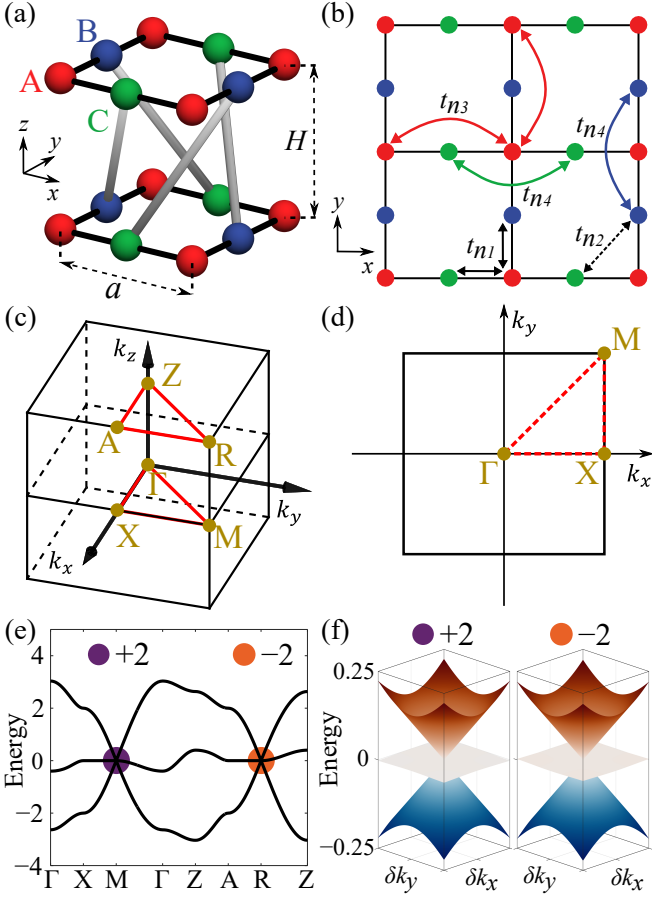 (a)
B
A
C
H
z
y
x
a
(b)
t_{n3}
t_{n4}
t_{n4}
t_{n1}
t_{n2}
y
x
(c)
k_z
Z
A
R
Γ
k_y
X
M
k_x
(d)
k_y
M
Γ
X
k_x
(e)
+2
−2
4
2
0
−2
−4
Energy
Γ X M Γ Z A R Z
(f)
+2
−2
0.25
0
−0.25
Energy
δk_y
δk_x
δk_y
δk_x